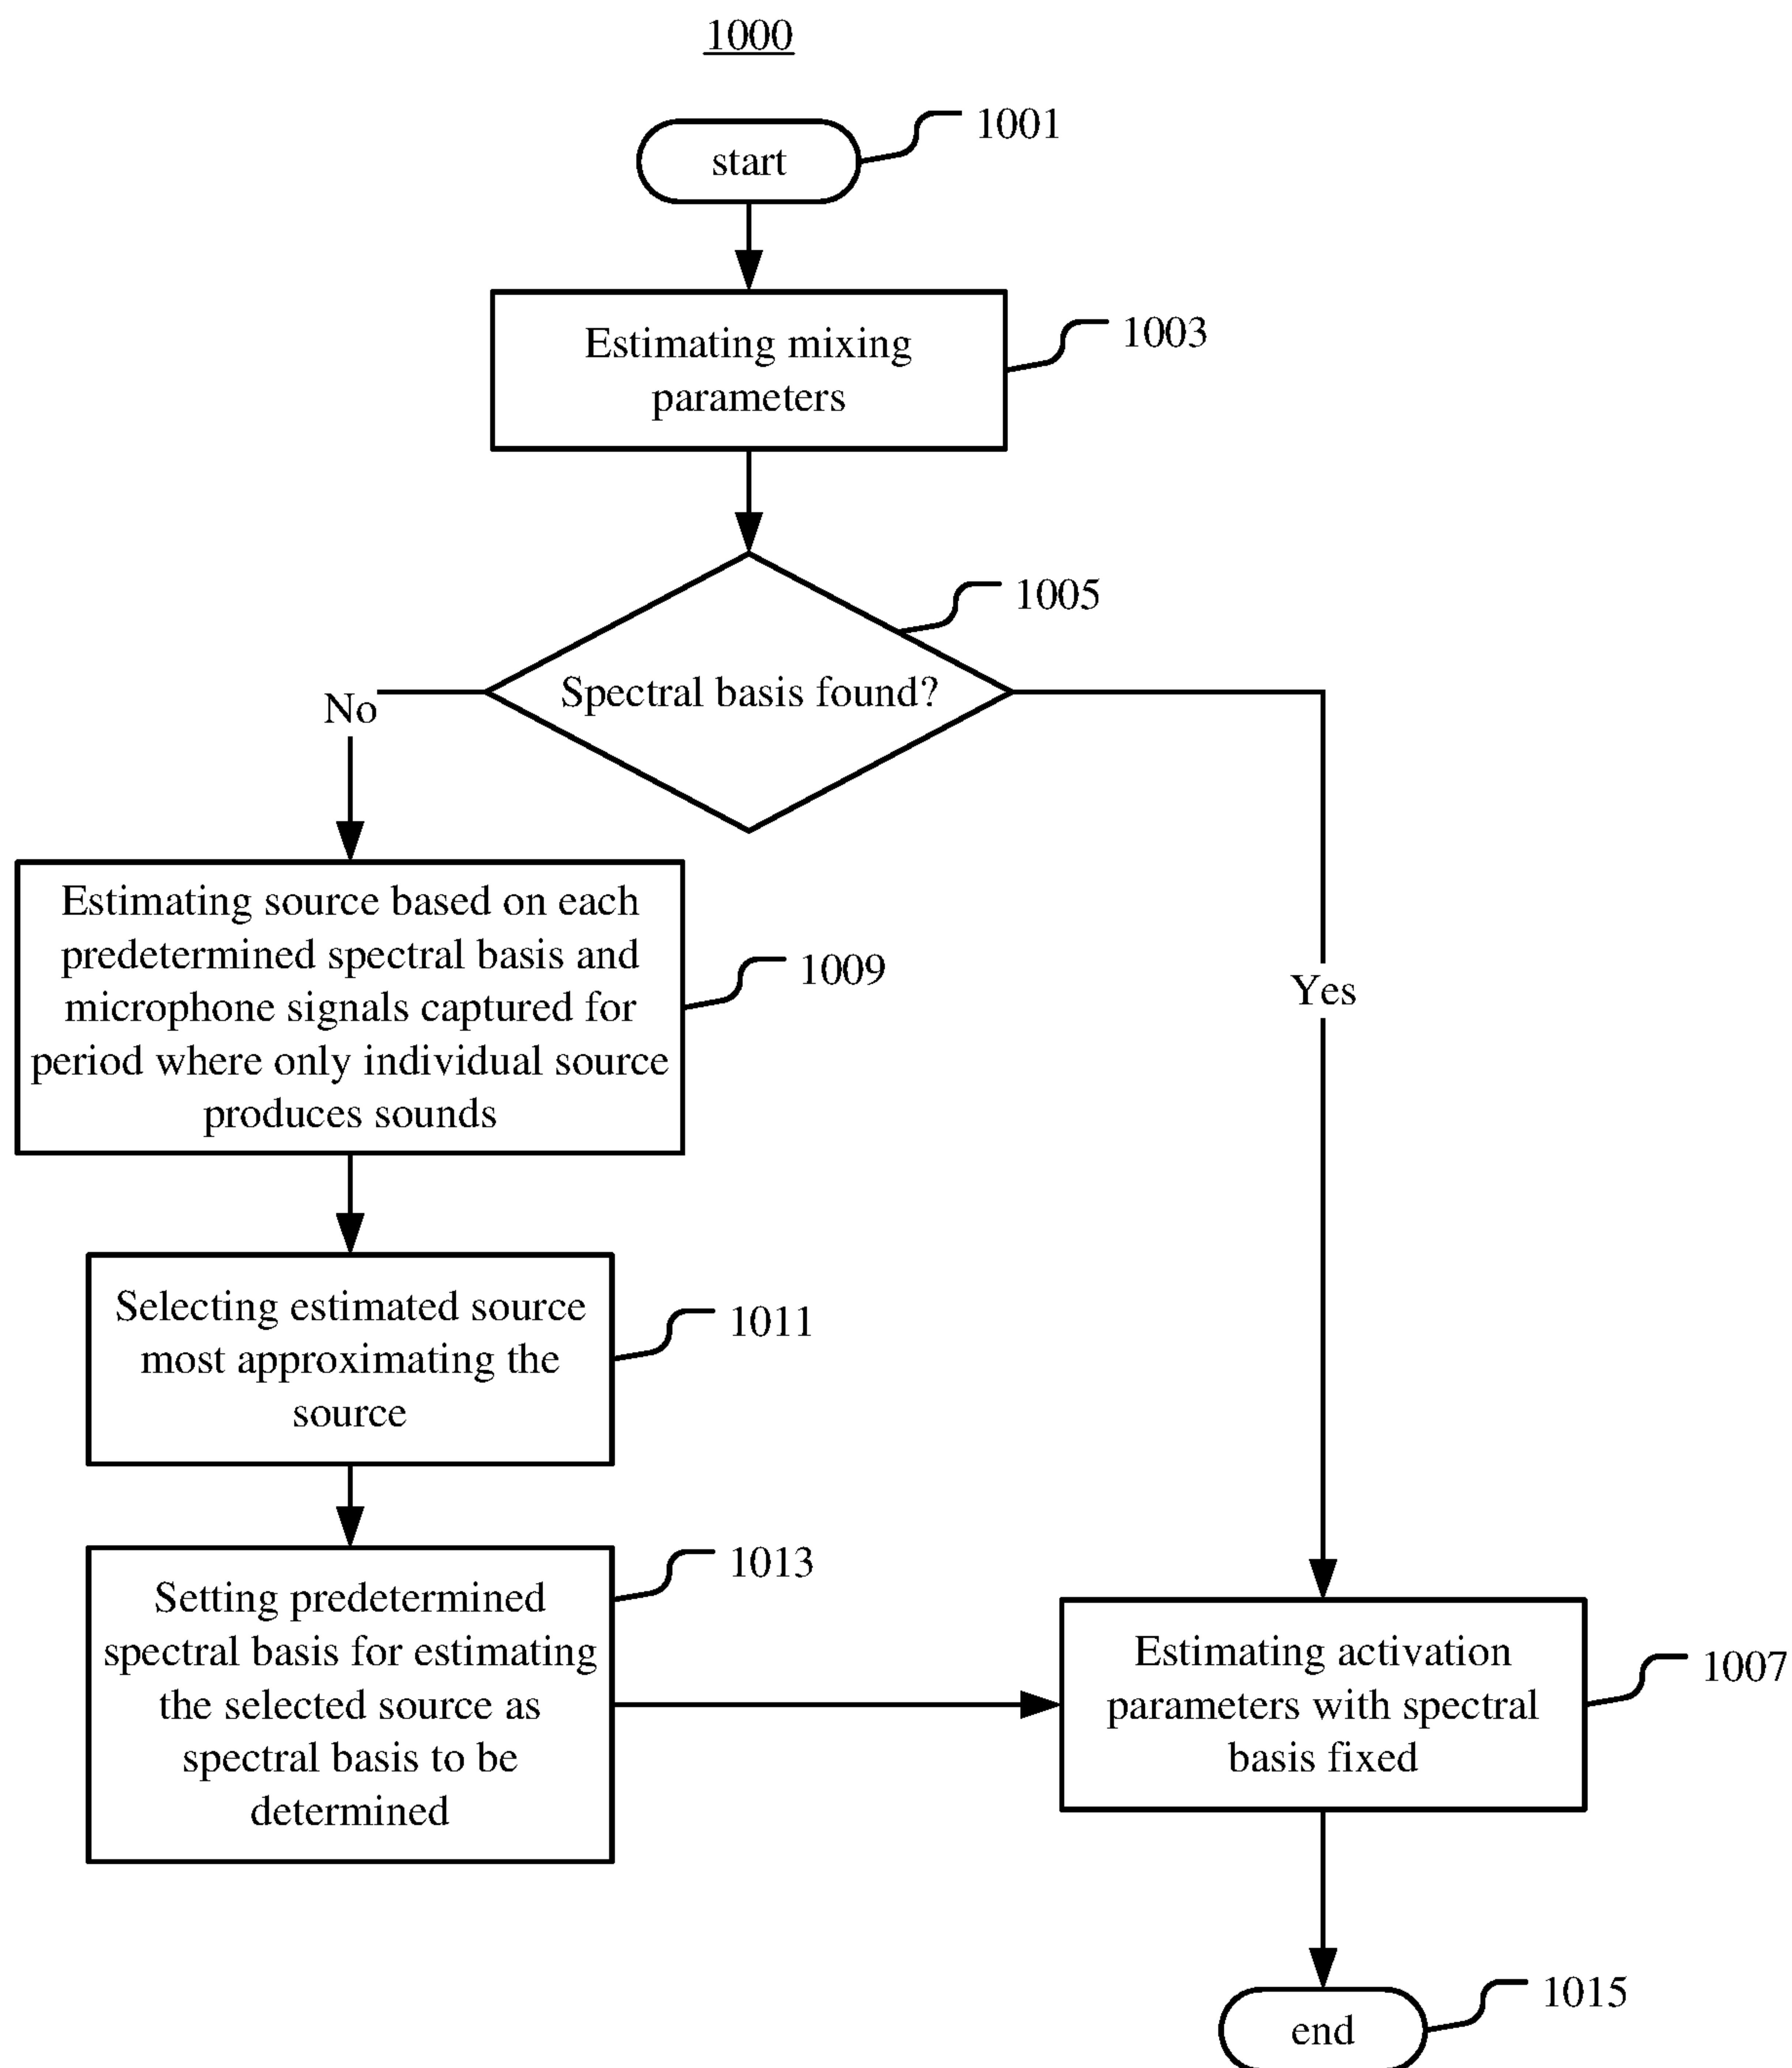 1000
start
1001
Estimating mixing
parameters
1003
Spectral basis found?
1005
No
Yes
Estimating source based on each
predetermined spectral basis and
microphone signals captured for
period where only individual source
produces sounds
1009
Selecting estimated source
most approximating the
source
1011
Setting predetermined
spectral basis for estimating
the selected source as
spectral basis to be
determined
1013
Estimating activation
parameters with spectral
basis fixed
1007
end
1015